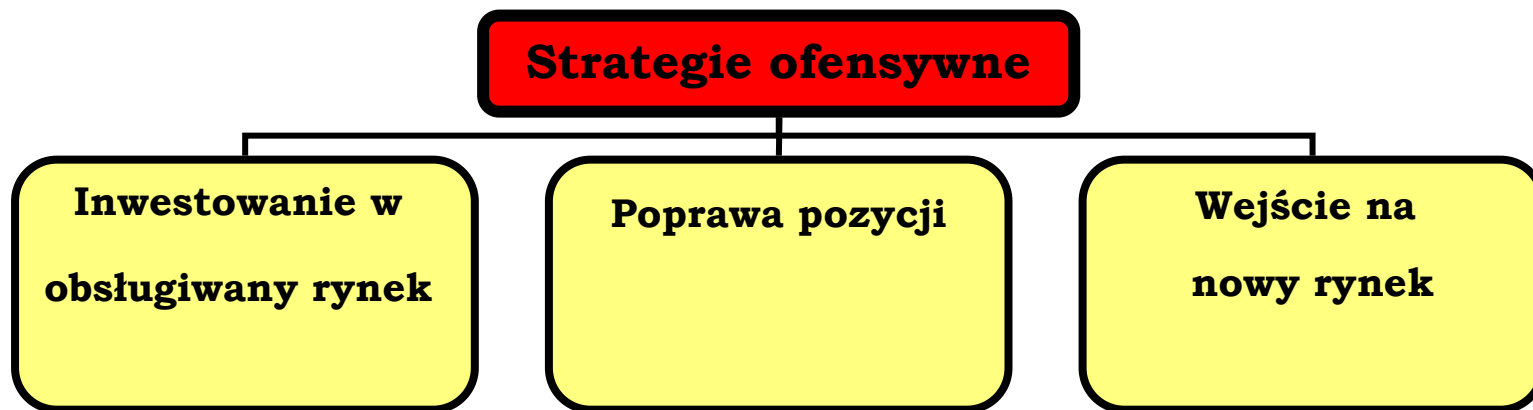 Strategie ofensywne
Inwestowanie w
obsługiwany rynek
Poprawa pozycji
Wejście na
nowy rynek